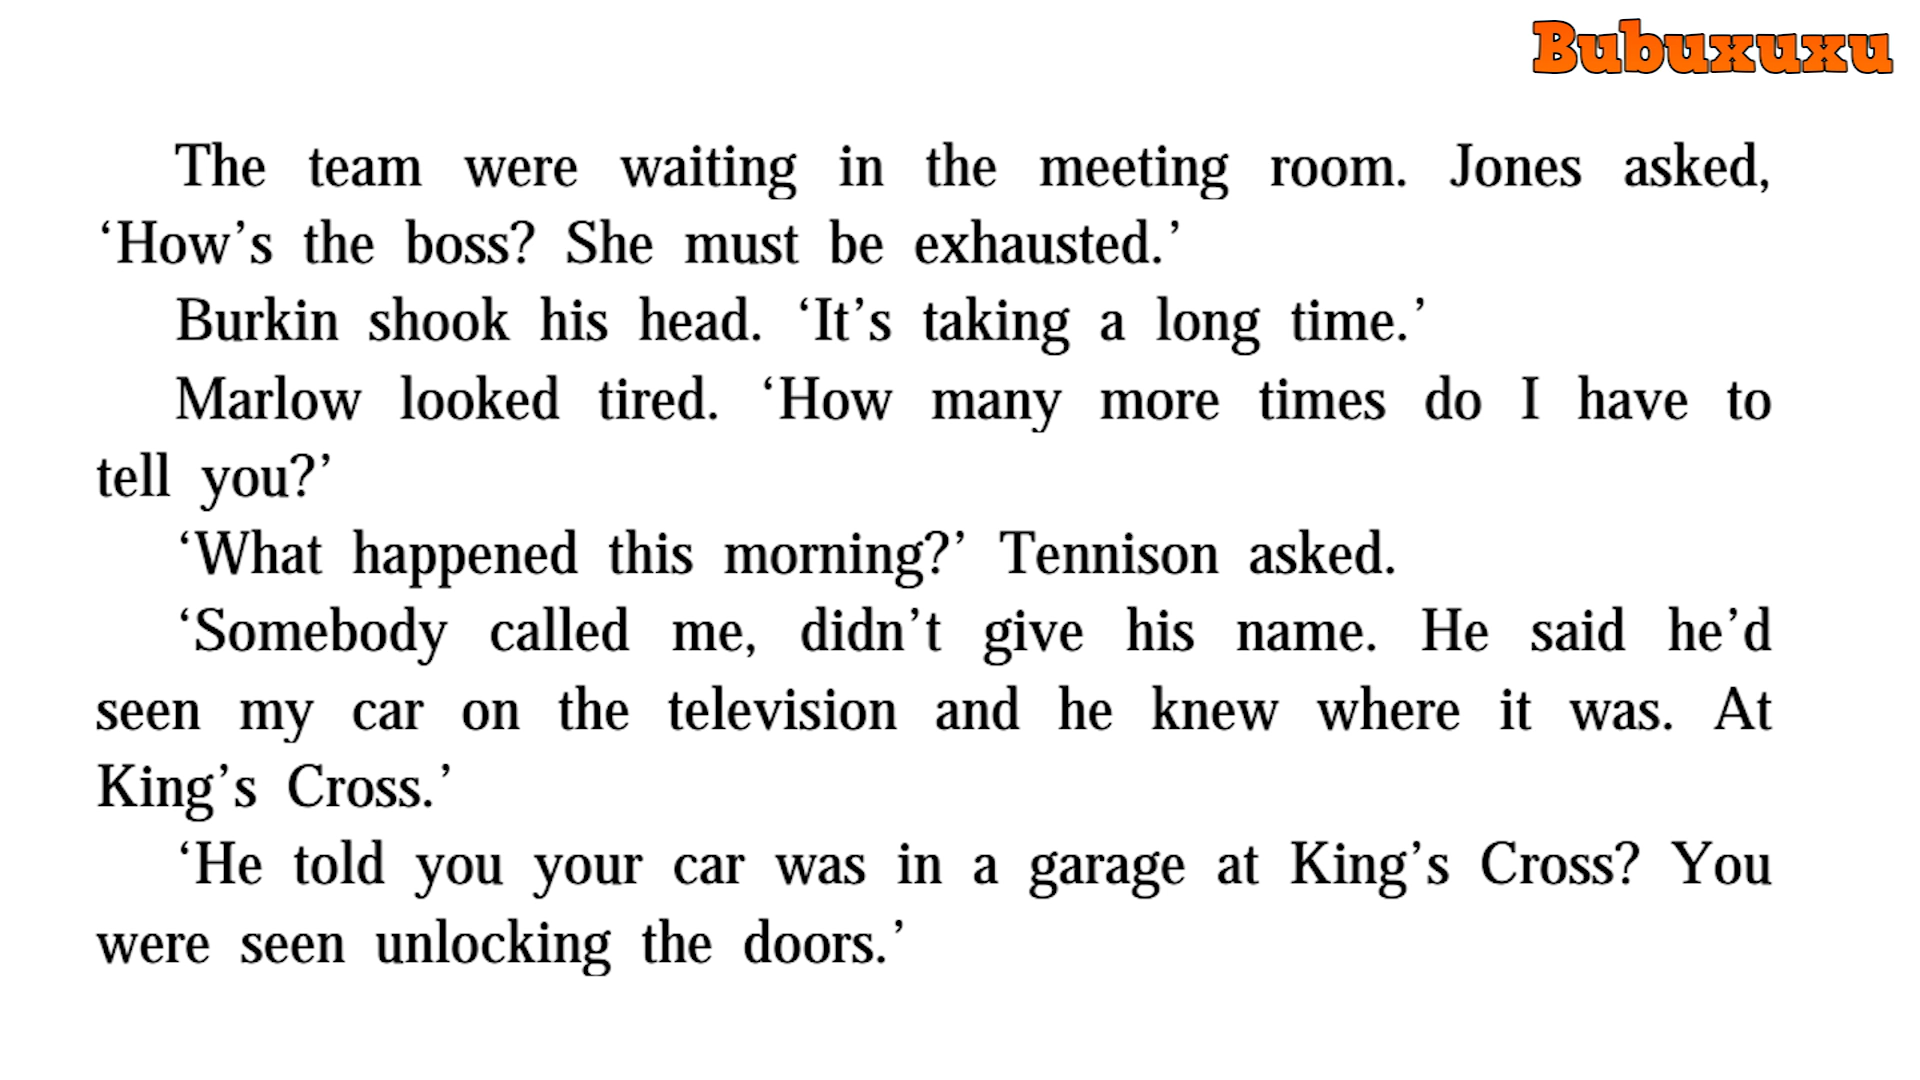 Bubuxuxu
The team were waiting in the meeting room. Jones asked,
‘How’s the boss? She must be exhausted.’
Burkin shook his head. ‘It’s taking a long time.’
Marlow looked tired. ‘How many more times do I have to
tell you?’
‘What happened this morning?’ Tennison asked.
‘Somebody called me, didn’t give his name. He said he’d
seen my car on the television and he knew where it was. At
King’s Cross.’
‘He told you your car was in a garage at King’s Cross? You
were seen unlocking the doors.’